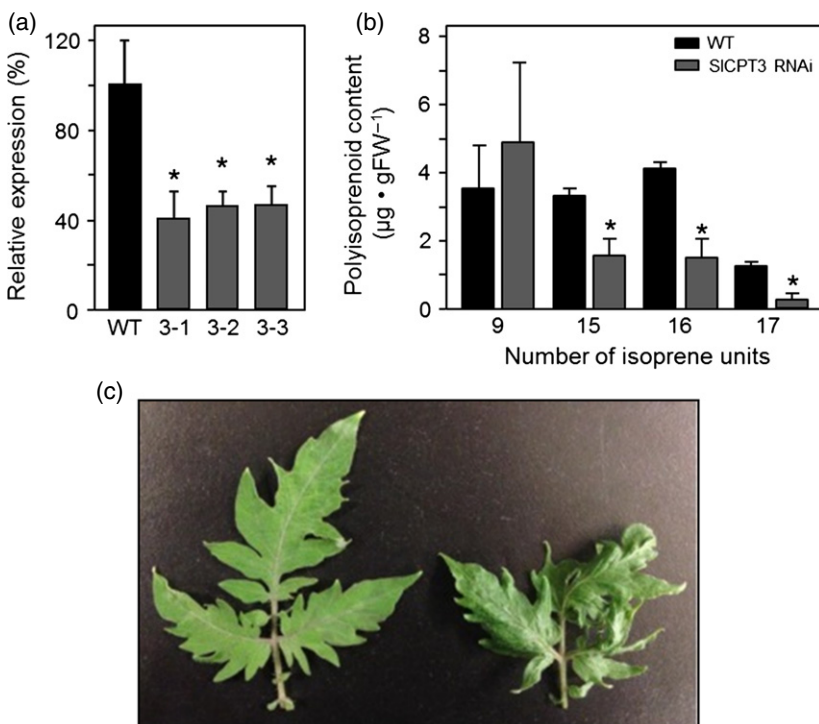 (a)
Relative expression (%)
120
80
40
0
WT 3-1 3-2 3-3
* * *
(b)
Polyisoprenoid content
(µg • gFW⁻¹)
8
6
4
2
0
WT
SlCPT3 RNAi
* * *
9 15 16 17
Number of isoprene units
(c)